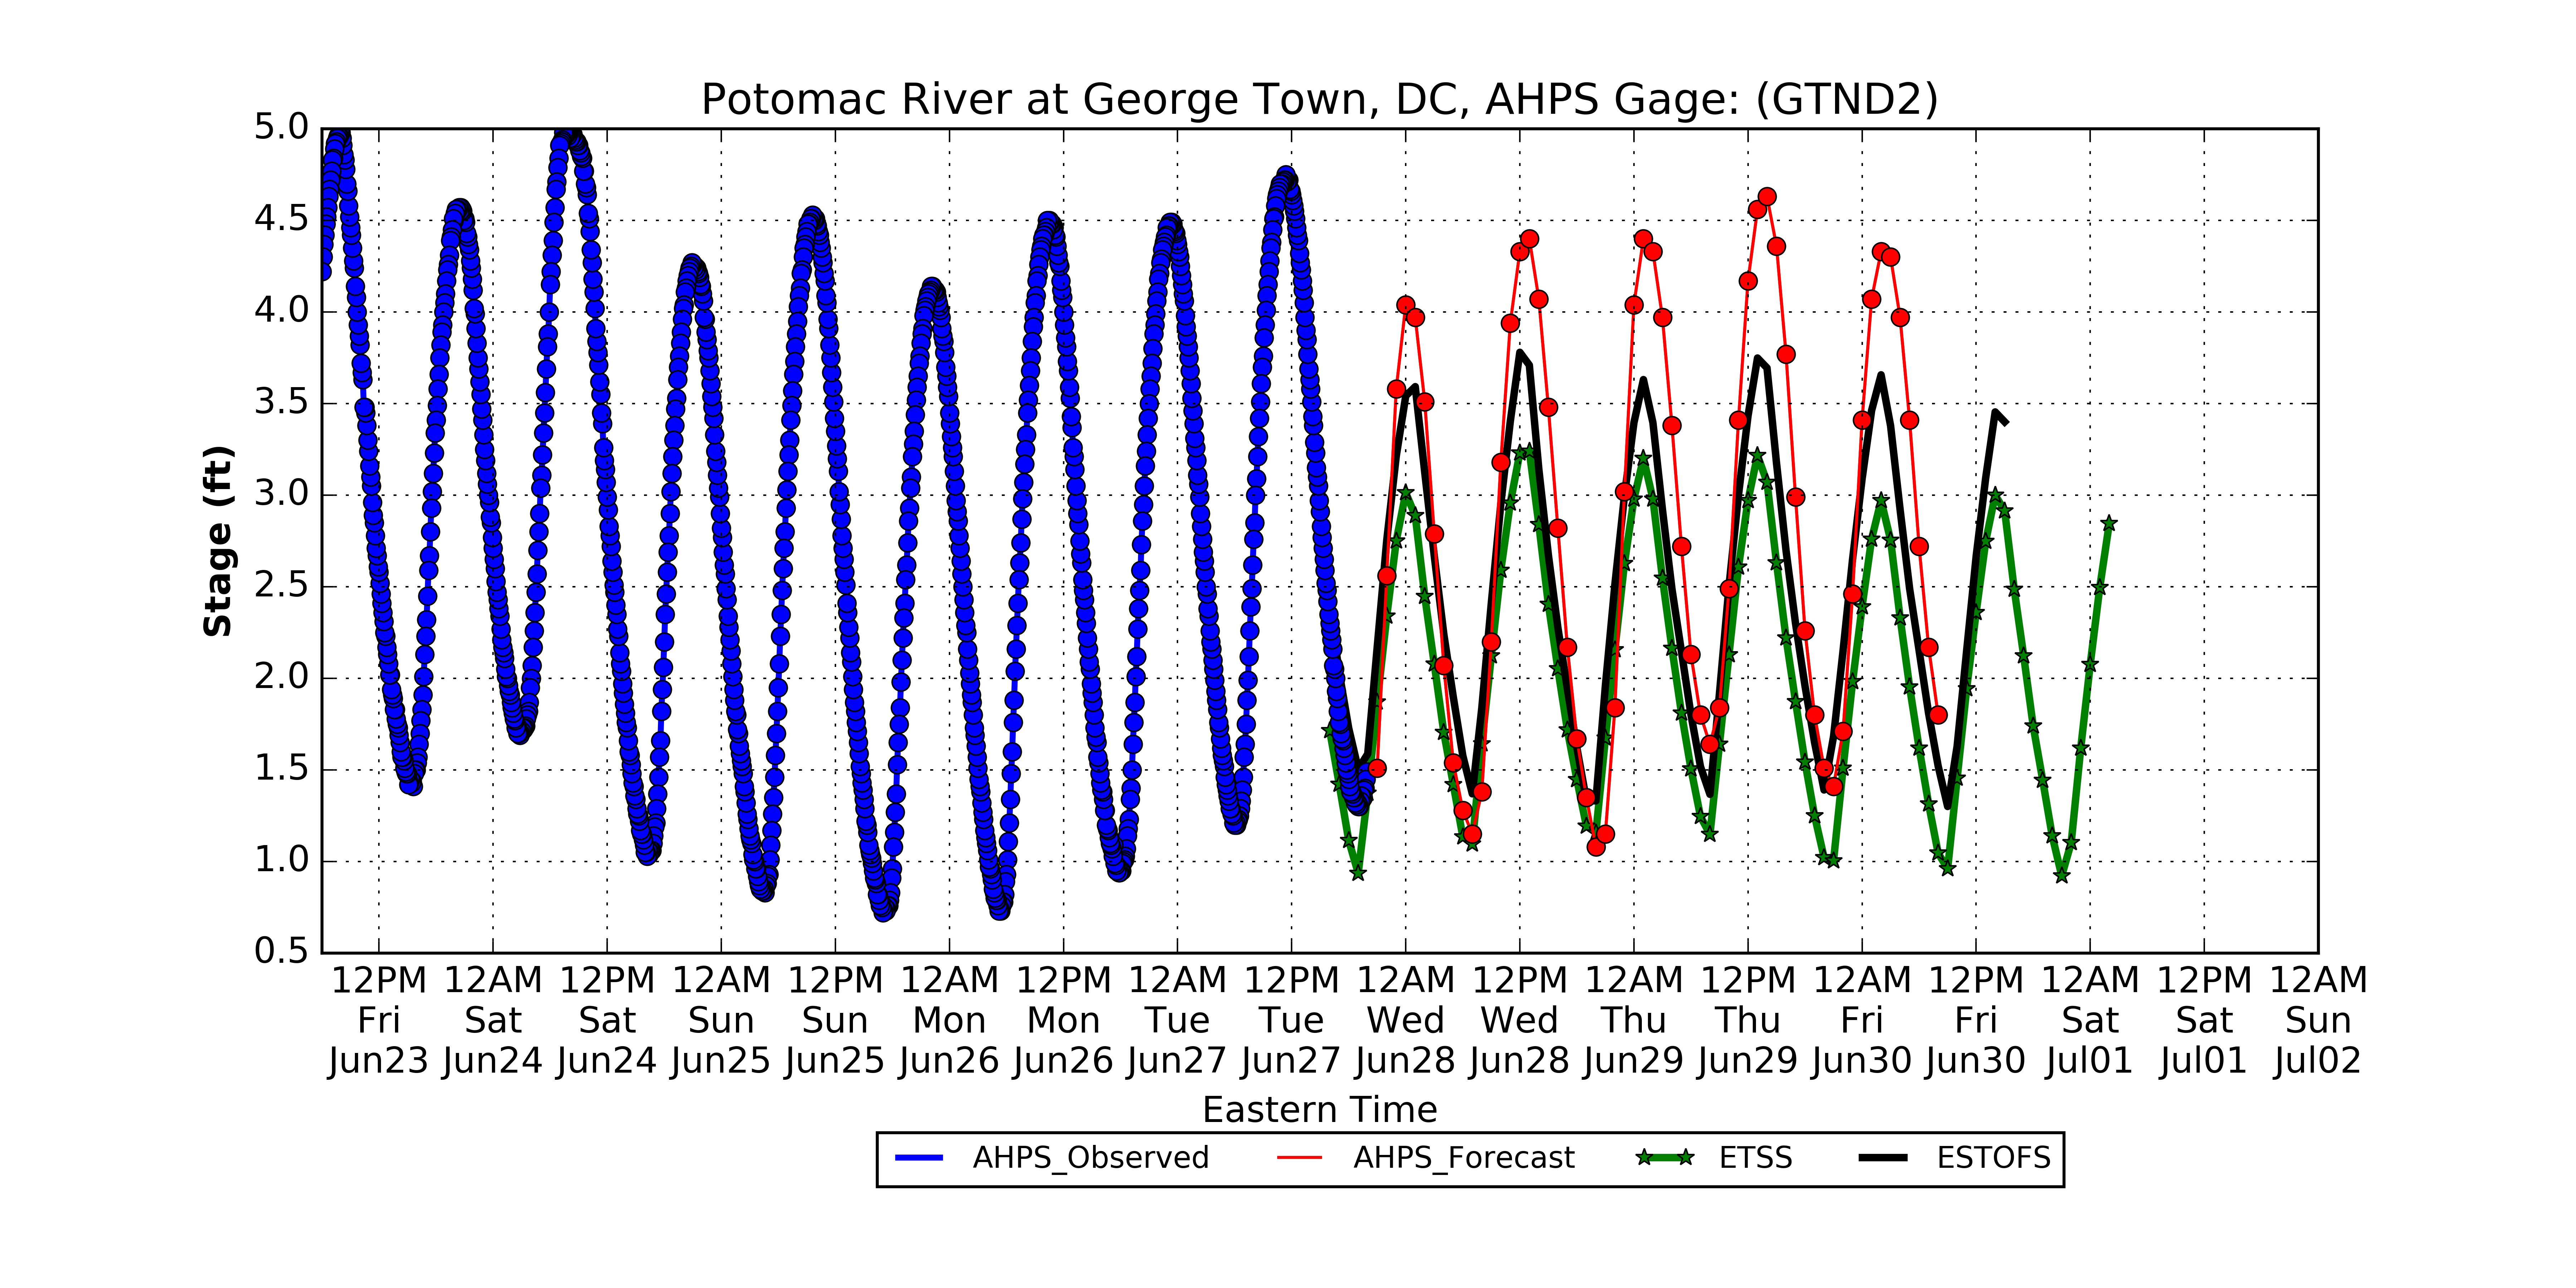 Potomac River at George Town, DC, AHPS Gage: (GTND2)
Stage (ft)
5.0
4.5
4.0
3.5
3.0
2.5
2.0
1.5
1.0
0.5
12PM 12AM 12PM 12AM 12PM 12AM 12PM 12AM 12PM 12AM 12PM 12AM 12PM 12AM 12PM 12AM 12PM 12AM
Fri Sat Sat Sun Sun Mon Mon Tue Tue Wed Wed Thu Thu Fri Fri Sat Sat Sun
Jun23 Jun24 Jun24 Jun25 Jun25 Jun26 Jun26 Jun27 Jun27 Jun28 Jun28 Jun29 Jun29 Jun30 Jun30 Jul01 Jul01 Jul02
Eastern Time
AHPS_Observed AHPS_Forecast ETSS ESTOFS